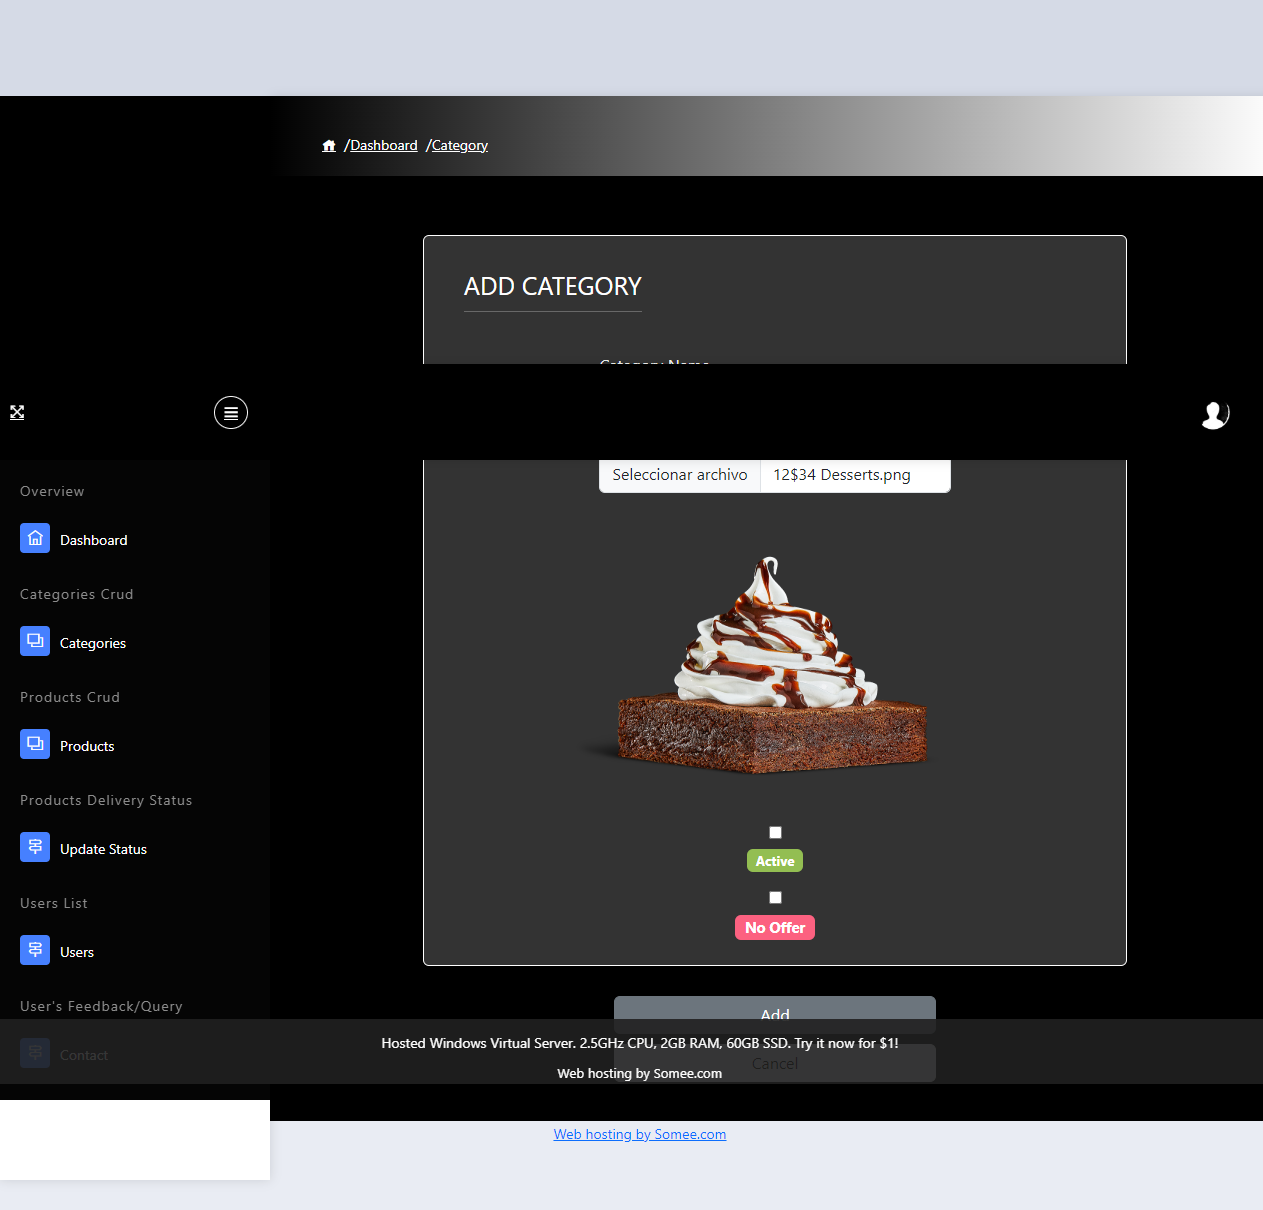 /Dashboard /Category
ADD CATEGORY
Category Name
Seleccionar archivo 12$34 Desserts.png
Active
No Offer
Add
Cancel
Overview
Dashboard
Categories Crud
Categories
Products Crud
Products
Products Delivery Status
Update Status
Users List
Users
User's Feedback/Query
Contact
Hosted Windows Virtual Server. 2.5GHz CPU, 2GB RAM, 60GB SSD. Try it now for $1!
Web hosting by Somee.com
Web hosting by Somee.com